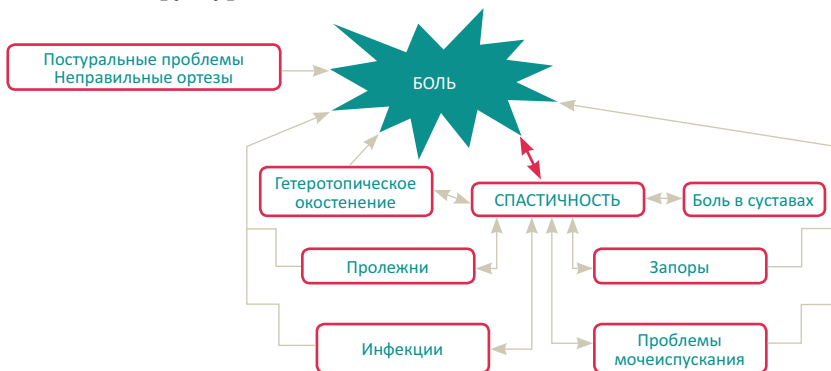 Постуральные проблемы
Неправильные ортезы
БОЛЬ
Гетеротопическое
окостенение
СПАСТИЧНОСТЬ
Боль в суставах
Пролежни
Запоры
Инфекции
Проблемы
мочеиспускания